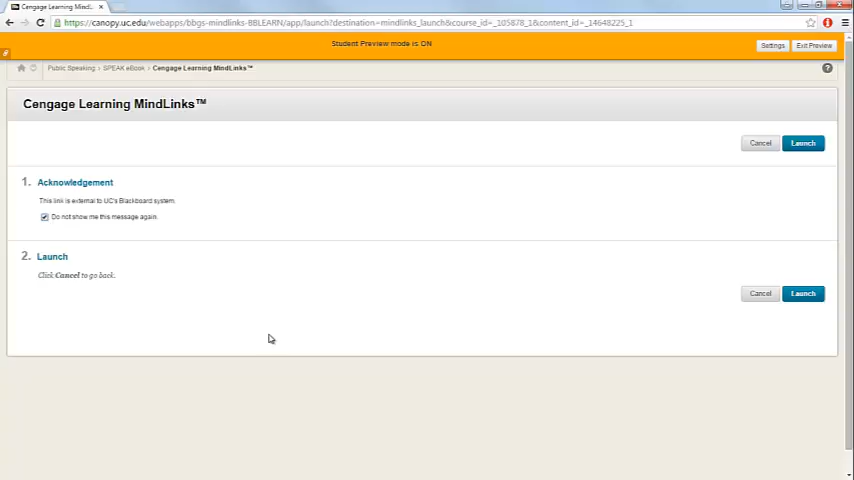 Cengage Learning MindL
https://canopy.uc.edu/webapps/bbgs-mindlinks-BBLEARN/app/launch?destination=mindlinks_launch&course_id=_105878_1&content_id=_14648225_1
Student Preview mode is ON
Settings
Exit Preview
Public Speaking > SPEAK eBook > Cengage Learning MindLinks™
?
Cengage Learning MindLinks™
Cancel
Launch
1. Acknowledgement
This link is external to UC's Blackboard system.
Do not show me this message again.
2. Launch
Click Cancel to go back.
Cancel
Launch